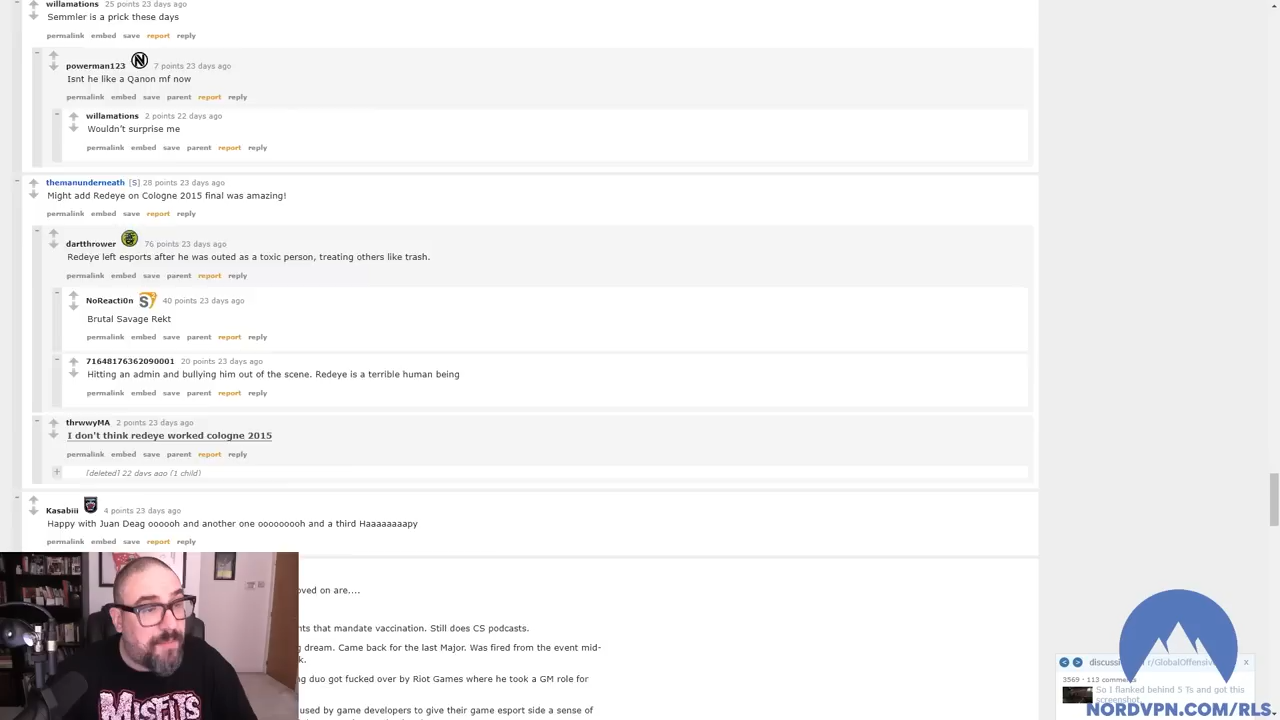 willamations 25 points 23 days ago
Semmler is a prick these days
permalink embed save report reply
powerman123 7 points 23 days ago
Isnt he like a Qanon mf now
permalink embed save parent report reply
willamations 2 points 22 days ago
Wouldn't surprise me
permalink embed save parent report reply
themanunderneath [S] 28 points 23 days ago
Might add Redeye on Cologne 2015 final was amazing!
permalink embed save report reply
dartthrower 76 points 23 days ago
Redeye left esports after he was outed as a toxic person, treating others like trash.
permalink embed save parent report reply
NoReacti0n 40 points 23 days ago
Brutal Savage Rekt
permalink embed save parent report reply
71648176362090001 20 points 23 days ago
Hitting an admin and bullying him out of the scene. Redeye is a terrible human being
permalink embed save parent report reply
thrwwyMA 2 points 23 days ago
I don't think redeye worked cologne 2015
permalink embed save parent report reply
[deleted] 22 days ago (1 child)
Kasabiii 4 points 23 days ago
Happy with Juan Deag oooooh and another one ooooooooh and a third Haaaaaaaapy
permalink embed save report reply
oved on are....
nts that mandate vaccination. Still does CS podcasts.
g dream. Came back for the last Major. Was fired from the event mid-
k.
ng duo got fucked over by Riot Games where he took a GM role for
used by game developers to give their game esport side a sense of
MISFITS
r/GlobalOffensive
3569 · 113 comments
So I flanked behind 5 Ts and got this
screenshot
NORDVPN.COM/RLS